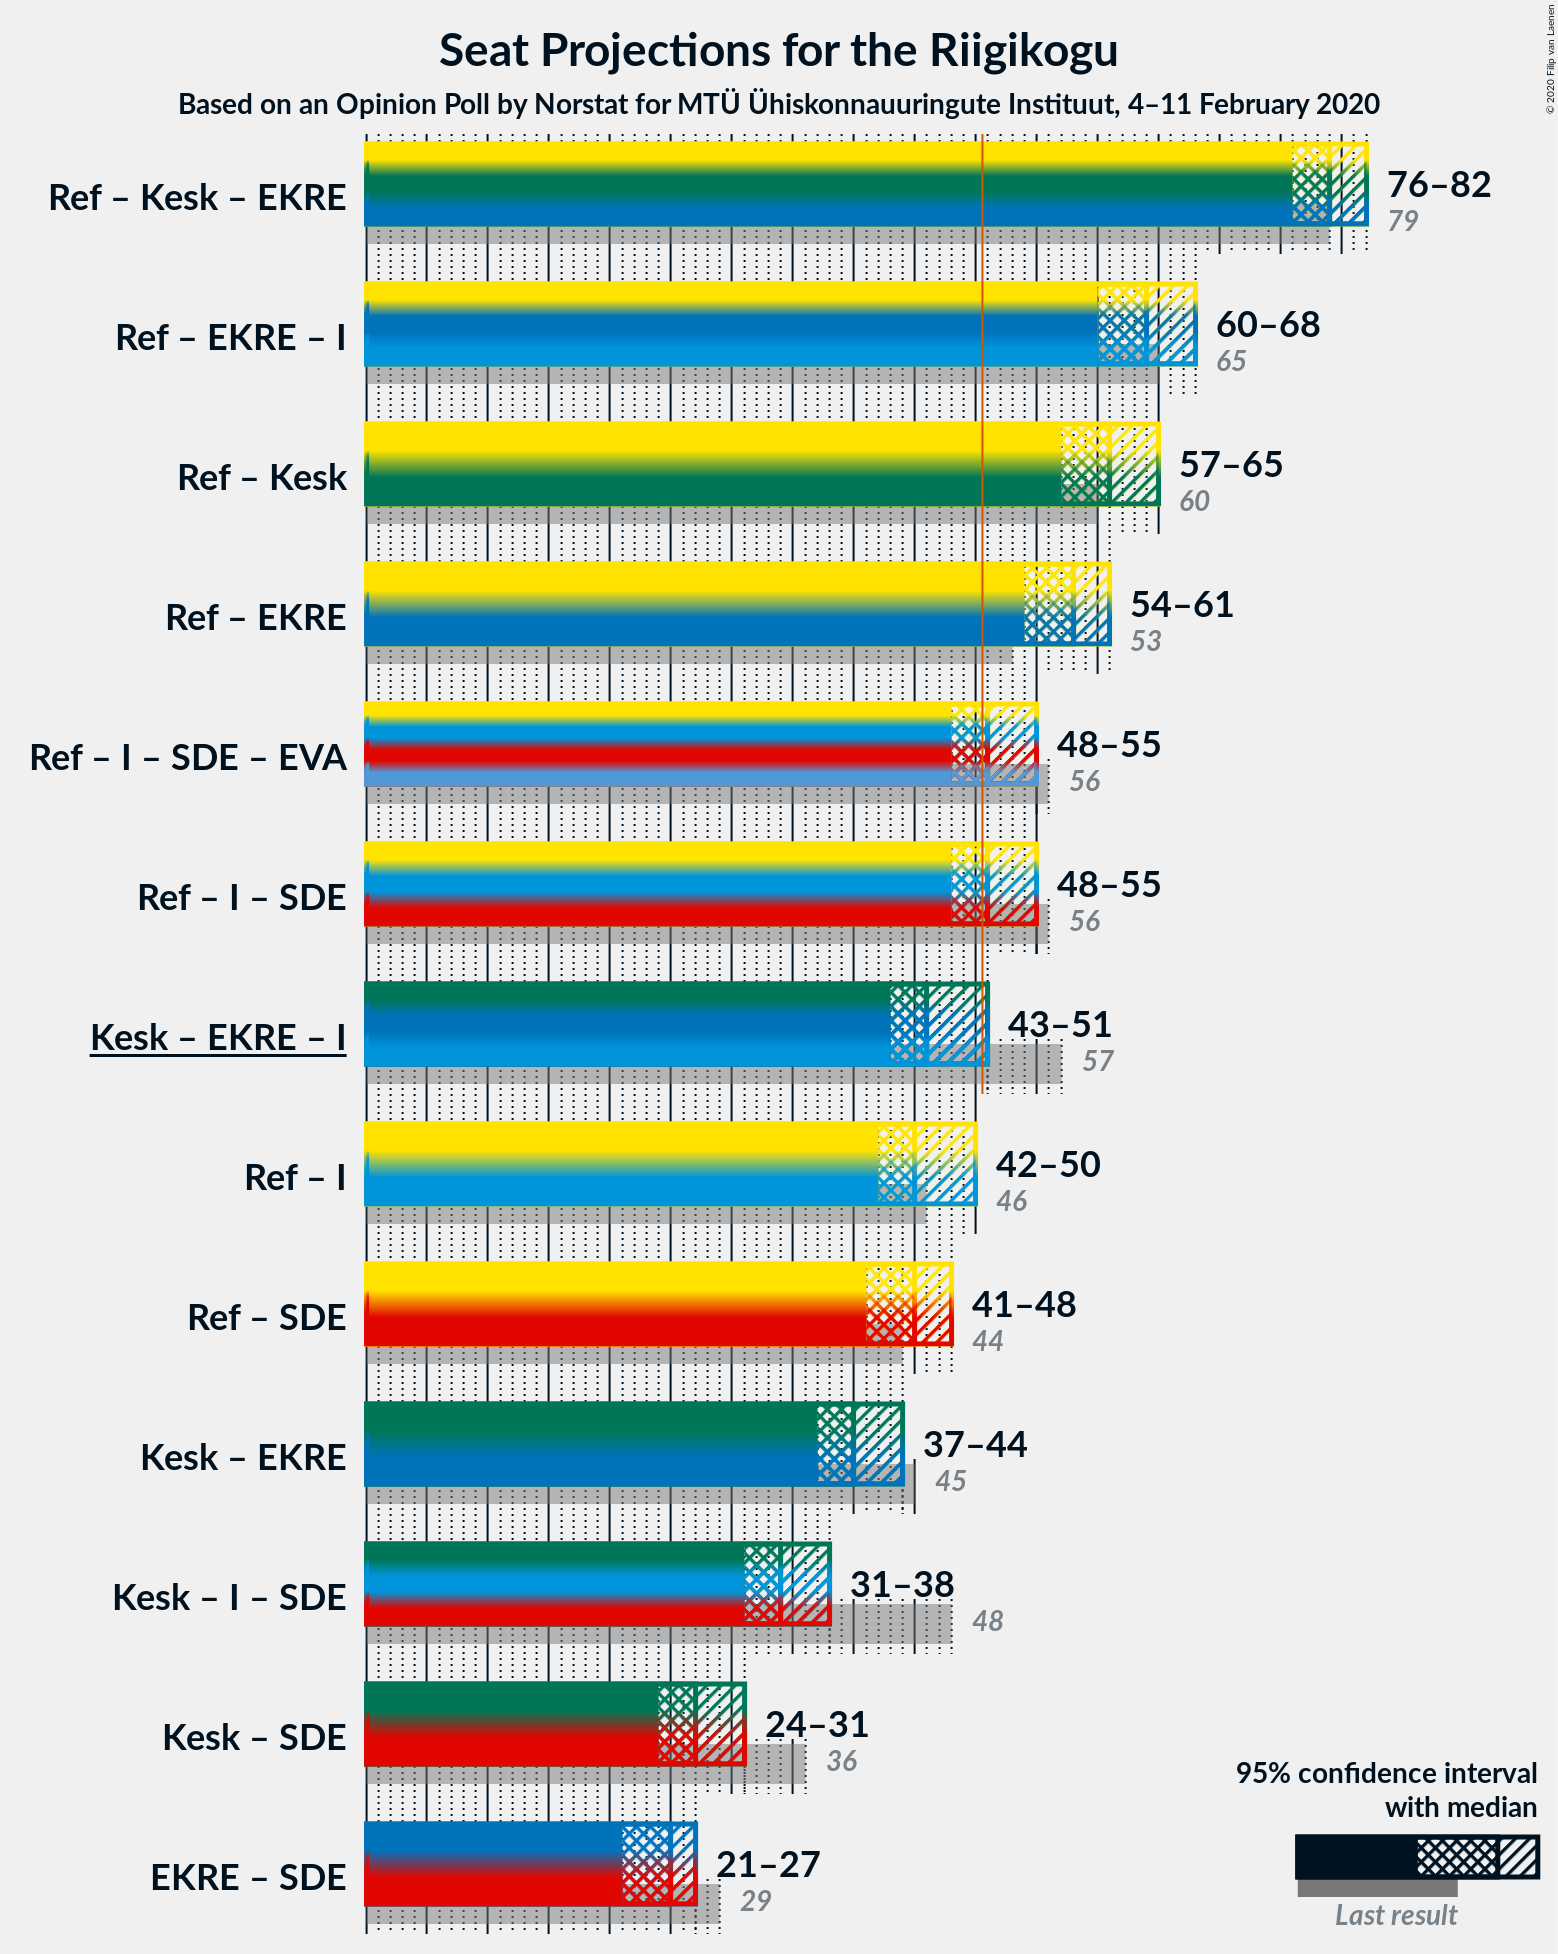 Seat Projections for the Riigikogu
Based on an Opinion Poll by Norstat for MTÜ Ühiskonnauuringute Instituut, 4–11 February 2020
© 2020 Filip van Laenen
Ref – Kesk – EKRE
76–82
79
Ref – EKRE – I
60–68
65
Ref – Kesk
57–65
60
Ref – EKRE
54–61
53
Ref – I – SDE – EVA
48–55
56
Ref – I – SDE
48–55
56
Kesk – EKRE – I
43–51
57
Ref – I
42–50
46
Ref – SDE
41–48
44
Kesk – EKRE
37–44
45
Kesk – I – SDE
31–38
48
Kesk – SDE
24–31
36
EKRE – SDE
21–27
29
95% confidence interval
with median
Last result